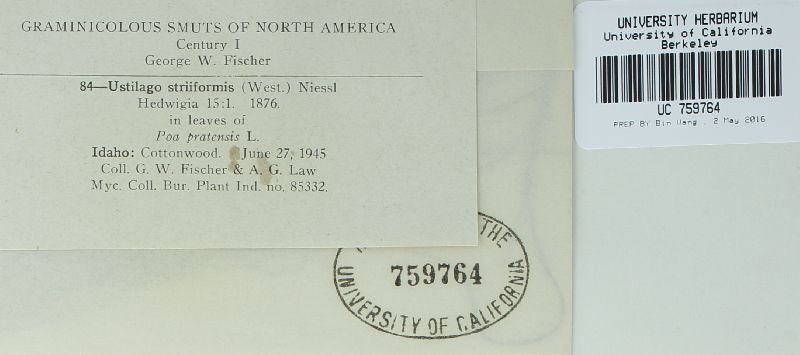 GRAMINICOLOUS SMUTS OF NORTH AMERICA
Century I
George W. Fischer
84—Ustilago striiformis (West.) Niessl
Hedwigia 15:1. 1876.
in leaves of
Poa pratensis L.
Idaho: Cottonwood. June 27, 1945
Coll. G. W. Fischer & A. G. Law
Myc. Coll. Bur. Plant Ind. no. 85332.
UNIVERSITY HERBARIUM
University of California
Berkeley
UC 759764
PREP BY Bin Wang . 2 May 2016
THE
759764
UNIVERSITY OF CALIFORNIA